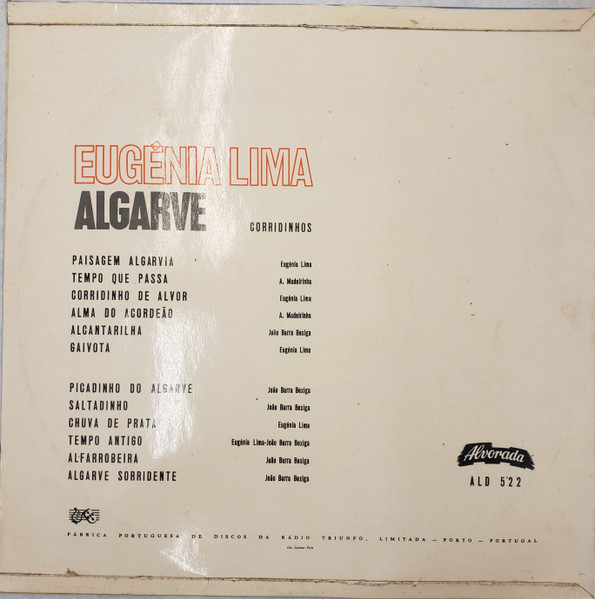 EUGÊNIA LIMA
ALGARVE CORRIDINHOS
PAISAGEM ALGARVIA Eugénia Lima
TEMPO QUE PASSA A. Madeirinha
CORRIDINHO DE ALVOR Eugénia Lima
ALMA DO ACORDEÃO A. Madeirinha
ALCANTARILHA João Barra Bexiga
GAIVOTA Eugénia Lima
PICADINHO DO ALGARVE João Barra Bexiga
SALTADINHO João Barra Bexiga
CHUVA DE PRATA Eugénia Lima
TEMPO ANTIGO Eugénia Lima-João Barra Bexiga
ALFARROBEIRA João Barra Bexiga
ALGARVE SORRIDENTE João Barra Bexiga
Alvorada
ALD 522
FÁBRICA PORTUGUESA DE DISCOS DA RÁDIO TRIUNFO, LIMITADA — PORTO — PORTUGAL